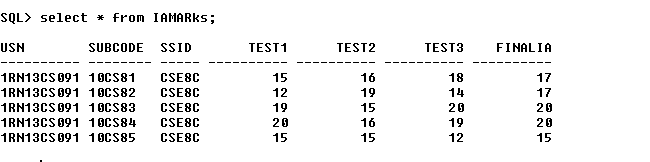 SQL> select * from IAMARks;
USN SUBCODE SSID TEST1 TEST2 TEST3 FINALIA
---------- -------- ----- ---------- ---------- ---------- ----------
1RN13CS091 10CS81 CSE8C 15 16 18 17
1RN13CS091 10CS82 CSE8C 12 19 14 17
1RN13CS091 10CS83 CSE8C 19 15 20 20
1RN13CS091 10CS84 CSE8C 20 16 19 20
1RN13CS091 10CS85 CSE8C 15 15 12 15